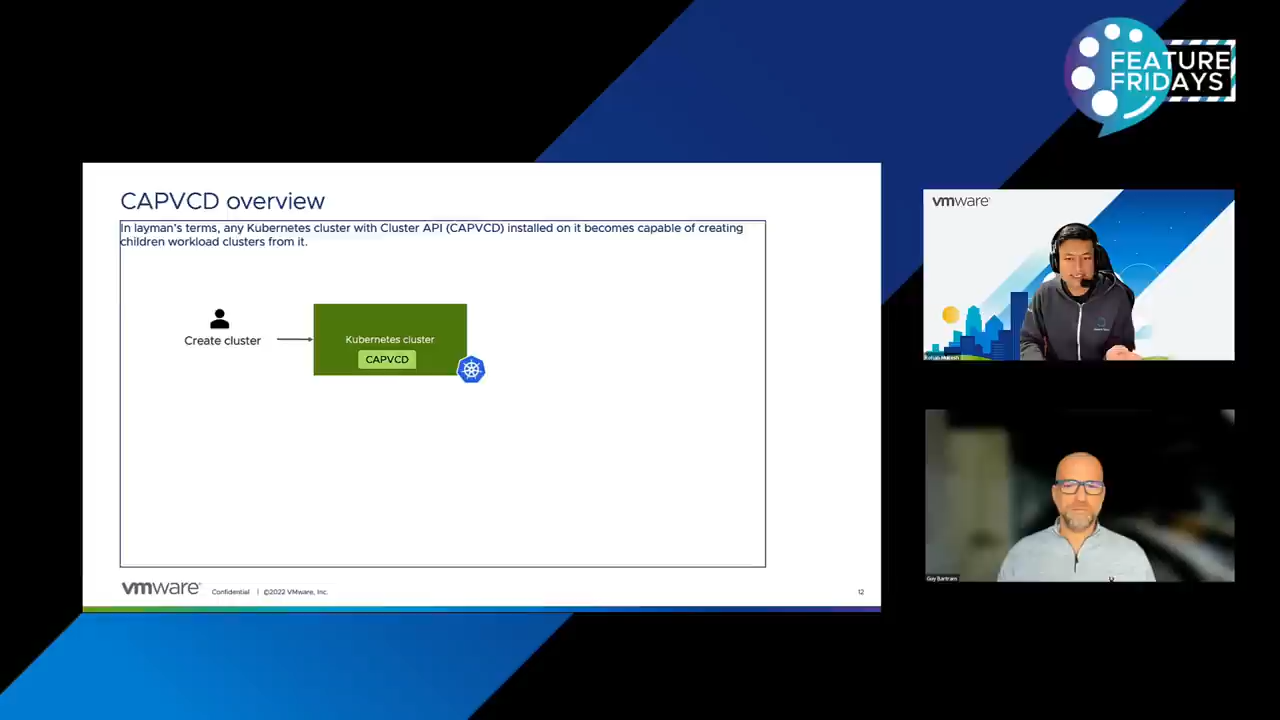 FEATURE
FRIDAYS
CAPVCD overview
In layman's terms, any Kubernetes cluster with Cluster API (CAPVCD) installed on it becomes capable of creating
children workload clusters from it.
Create cluster
Kubernetes cluster
CAPVCD
vmware
Confidential | ©2022 VMware, Inc.
12
vmware
Guy Bartram